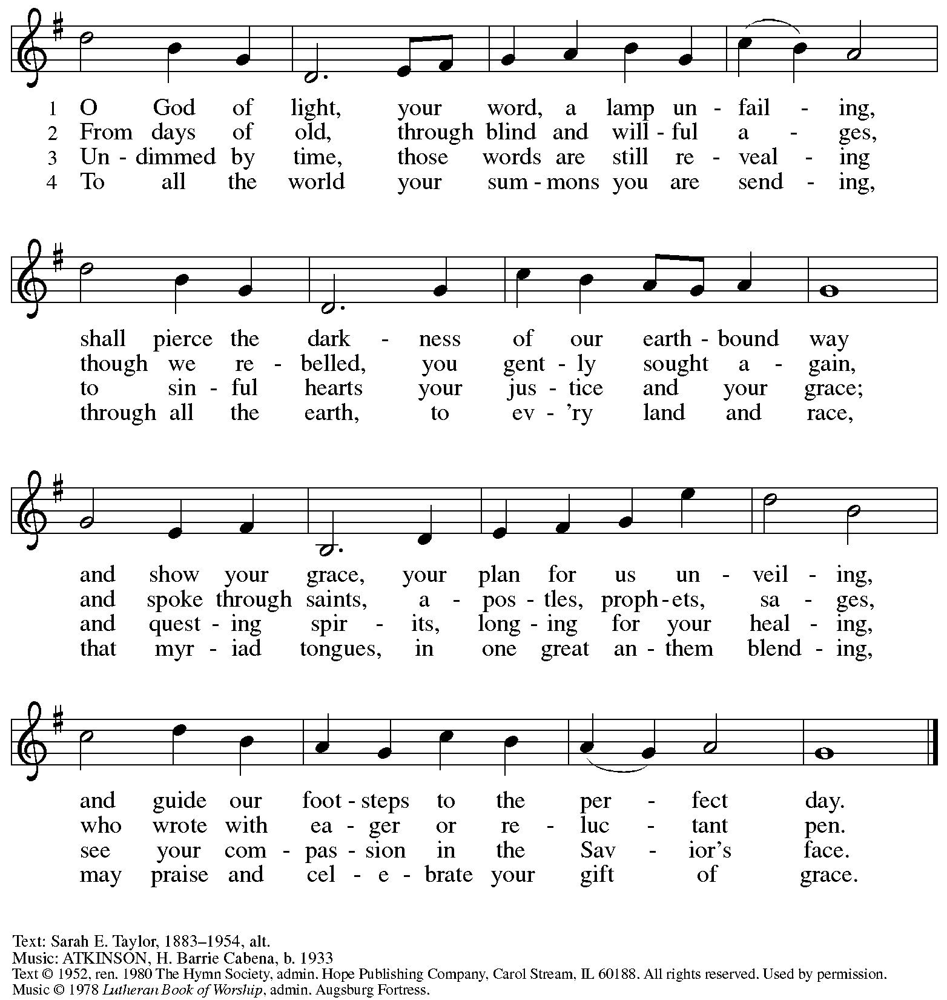 1 O God of light, your word, a lamp un - fail - ing,
2 From days of old, through blind and will - ful a - ges,
3 Un - dimmed by time, those words are still re - veal - ing
4 To all the world your sum - mons you are send - ing,
shall pierce the dark - ness of our earth - bound way
though we re - belled, you gent - ly sought a - gain,
to sin - ful hearts your jus - tice and your grace;
through all the earth, to ev - 'ry land and race,
and show your grace, your plan for us un - veil - ing,
and spoke through saints, a - pos - tles, proph - ets, sa - ges,
and quest - ing spir - its, long - ing for your heal - ing,
that myr - iad tongues, in one great an - them blend - ing,
and guide our foot - steps to the per - fect day.
who wrote with ea - ger or re - luc - tant pen.
see your com - pas - sion in the Sav - ior's face.
may praise and cel - e - brate your gift of grace.
Text: Sarah E. Taylor, 1883–1954, alt.
Music: ATKINSON, H. Barrie Cabena, b. 1933
Text © 1952, ren. 1980 The Hymn Society, admin. Hope Publishing Company, Carol Stream, IL 60188. All rights reserved. Used by permission.
Music © 1978 Lutheran Book of Worship, admin. Augsburg Fortress.